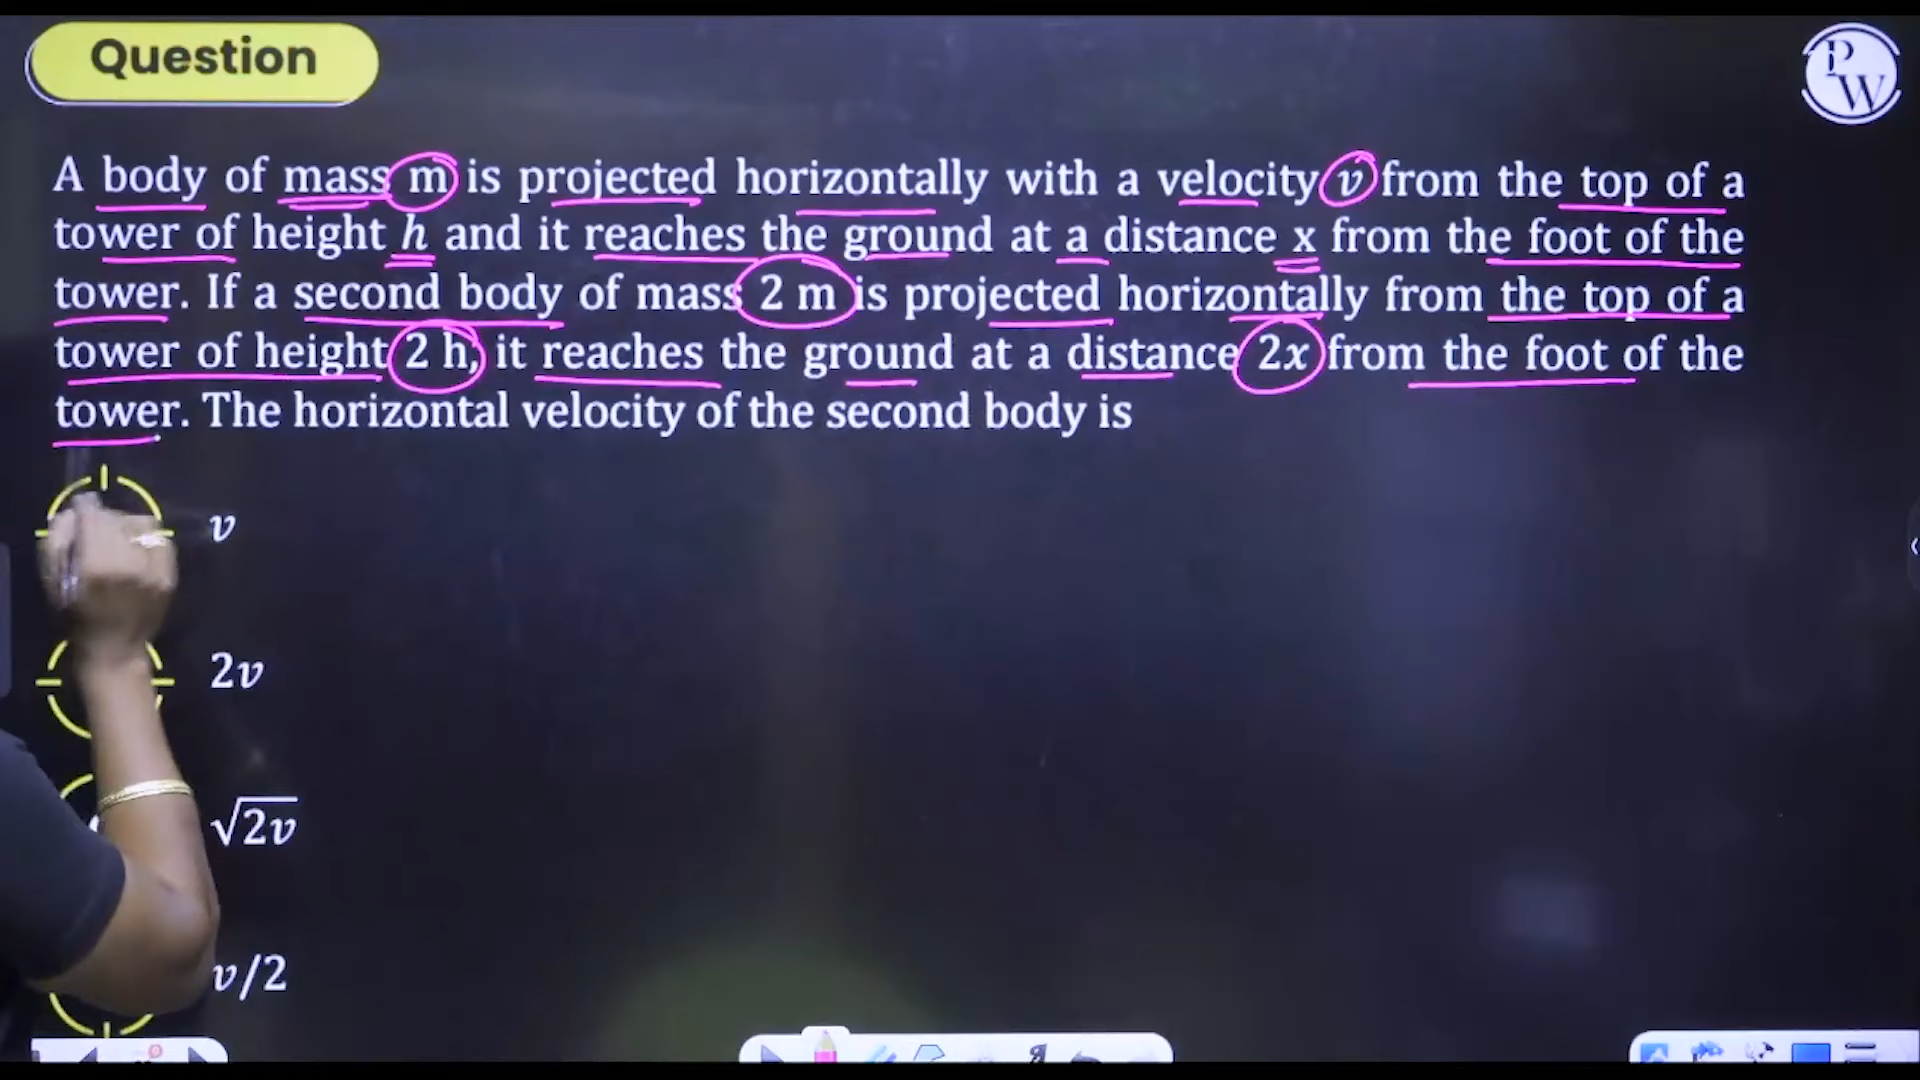 Question
PW
A body of mass m is projected horizontally with a velocity v from the top of a
tower of height h and it reaches the ground at a distance x from the foot of the
tower. If a second body of mass 2 m is projected horizontally from the top of a
tower of height 2 h, it reaches the ground at a distance 2x from the foot of the
tower. The horizontal velocity of the second body is
v
2v
√2v
v/2